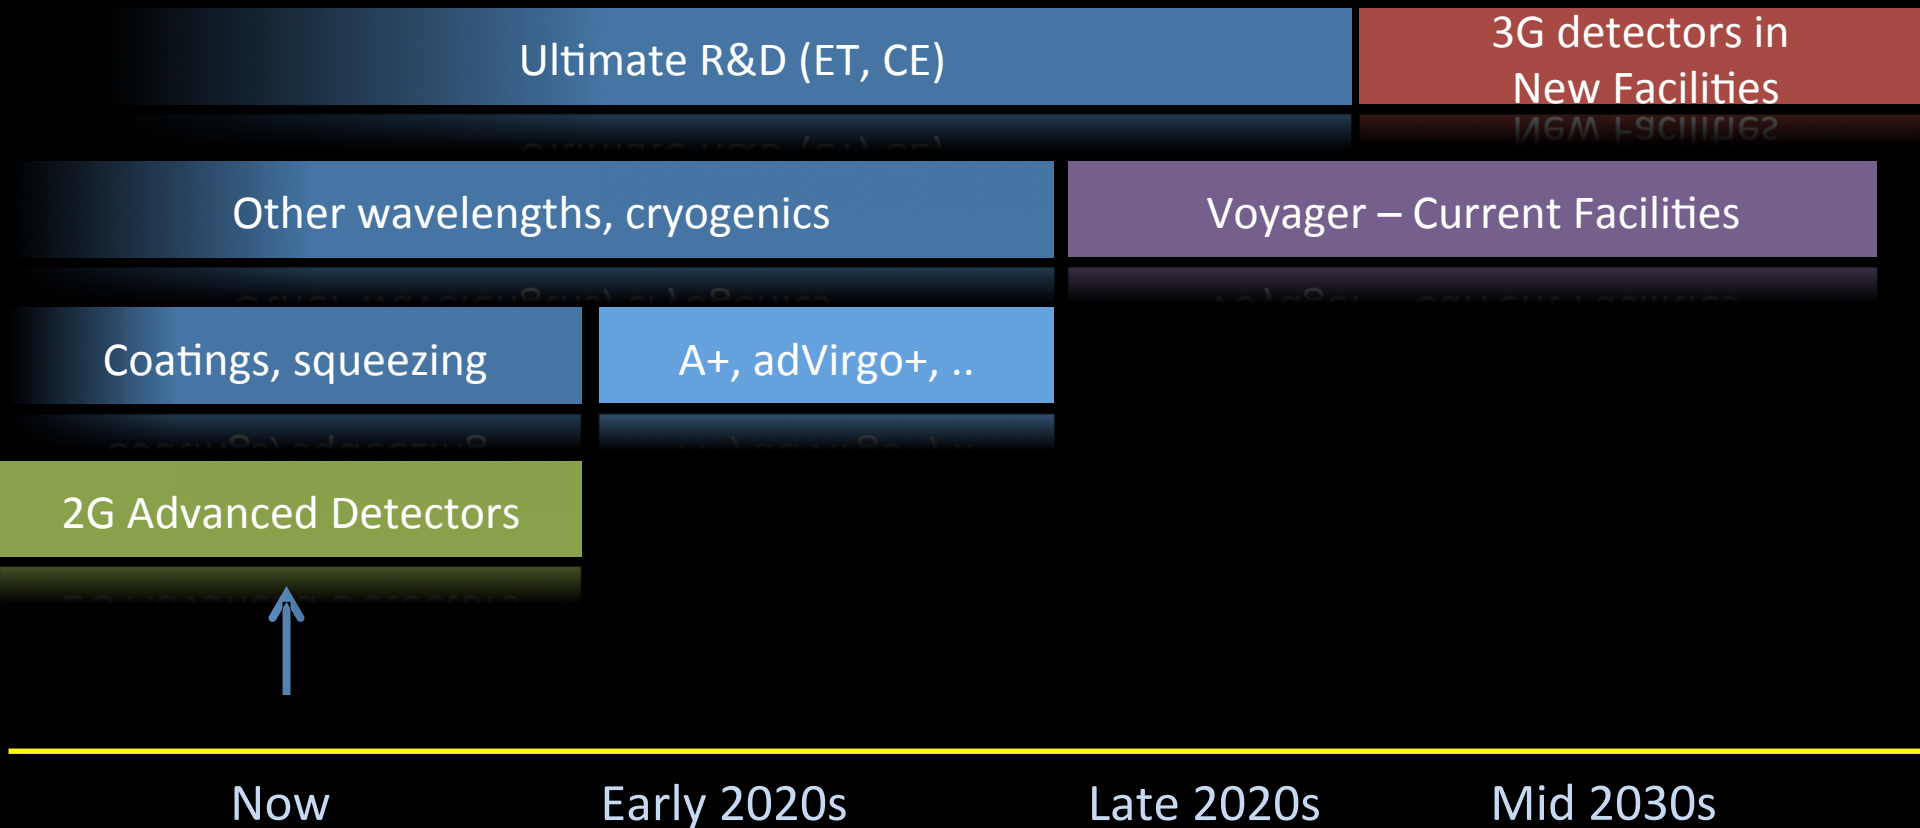 Ultimate R&D (ET, CE)
3G detectors in
New Facilities
Other wavelengths, cryogenics
Voyager – Current Facilities
Coatings, squeezing
A+, adVirgo+, ..
2G Advanced Detectors
Now
Early 2020s
Late 2020s
Mid 2030s